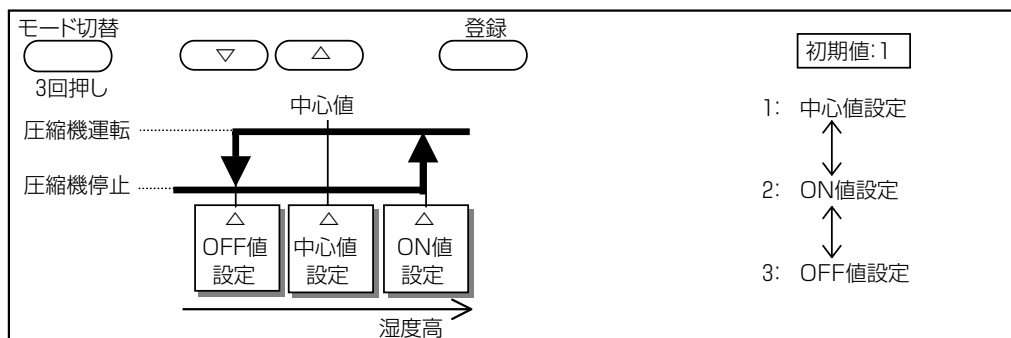 モード切替
▽
△
登録
3回押し
初期値:1
中心値
圧縮機運転
圧縮機停止
△
OFF値
設定
△
中心値
設定
△
ON値
設定
湿度高
1: 中心値設定
2: ON値設定
3: OFF値設定